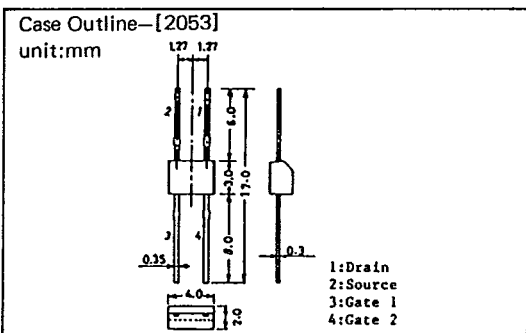 Case Outline—[2053]
unit:mm
1.27 1.27
2 1
6.0
3.0
17.0
8.0
3 4
0.35
0.3
4.0
2.0
1:Drain
2:Source
3:Gate 1
4:Gate 2